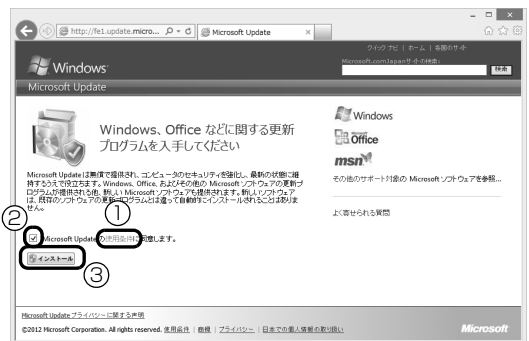 http://fe1.update.micro...
Microsoft Update
クイック ナビ | ホーム | 各国のサイト
Microsoft.comJapanサイトの検索:
検索
Windows
Microsoft Update
Windows、Office などに関する更新
プログラムを入手してください
Microsoft Update は無償で提供され、コンピュータのセキュリティを強化し、最新の状態に維
持するうえで役立ちます。Windows、Office、およびその他の Microsoft ソフトウェアの更新プ
ログラムが提供される他、新しい Microsoft ソフトウェアも提供されます。新しいソフトウェア
は、既存のソフトウェアの更新プログラムとは違って自動的にインストールされることはありま
せん。
①
②
Microsoft Update の使用条件に同意します。
インストール
③
Windows
Office
msn
その他のサポート対象の Microsoft ソフトウェアを参照...
よく寄せられる質問
Microsoft Update プライバシーに関する声明
©2012 Microsoft Corporation. All rights reserved. 使用条件 | 商標 | プライバシー | 日本での個人情報の取り扱い
Microsoft